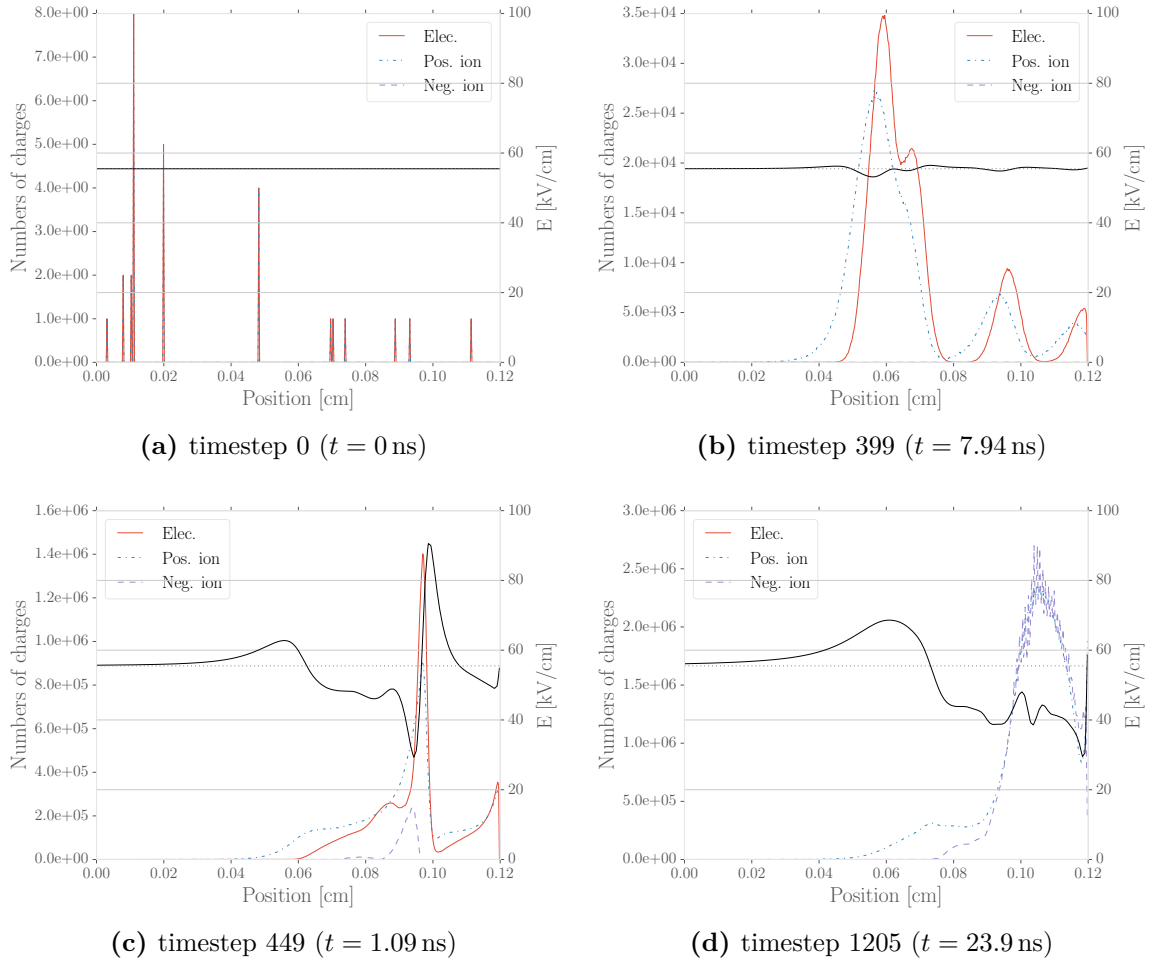 8.0e+00
7.0e+00
6.0e+00
5.0e+00
4.0e+00
3.0e+00
2.0e+00
1.0e+00
0.0e+00
Numbers of charges
0.00 0.02 0.04 0.06 0.08 0.10 0.12
Position [cm]
100
80
60
40
20
0
E [kV/cm]
Elec.
Pos. ion
Neg. ion
(a) timestep 0 (t = 0 ns)
3.5e+04
3.0e+04
2.5e+04
2.0e+04
1.5e+04
1.0e+04
5.0e+03
0.0e+00
Numbers of charges
0.00 0.02 0.04 0.06 0.08 0.10 0.12
Position [cm]
100
80
60
40
20
0
E [kV/cm]
Elec.
Pos. ion
Neg. ion
(b) timestep 399 (t = 7.94 ns)
1.6e+06
1.4e+06
1.2e+06
1.0e+06
8.0e+05
6.0e+05
4.0e+05
2.0e+05
0.0e+00
Numbers of charges
0.00 0.02 0.04 0.06 0.08 0.10 0.12
Position [cm]
100
80
60
40
20
0
E [kV/cm]
Elec.
Pos. ion
Neg. ion
(c) timestep 449 (t = 1.09 ns)
3.0e+06
2.5e+06
2.0e+06
1.5e+06
1.0e+06
5.0e+05
0.0e+00
Numbers of charges
0.00 0.02 0.04 0.06 0.08 0.10 0.12
Position [cm]
100
80
60
40
20
0
E [kV/cm]
Elec.
Pos. ion
Neg. ion
(d) timestep 1205 (t = 23.9 ns)